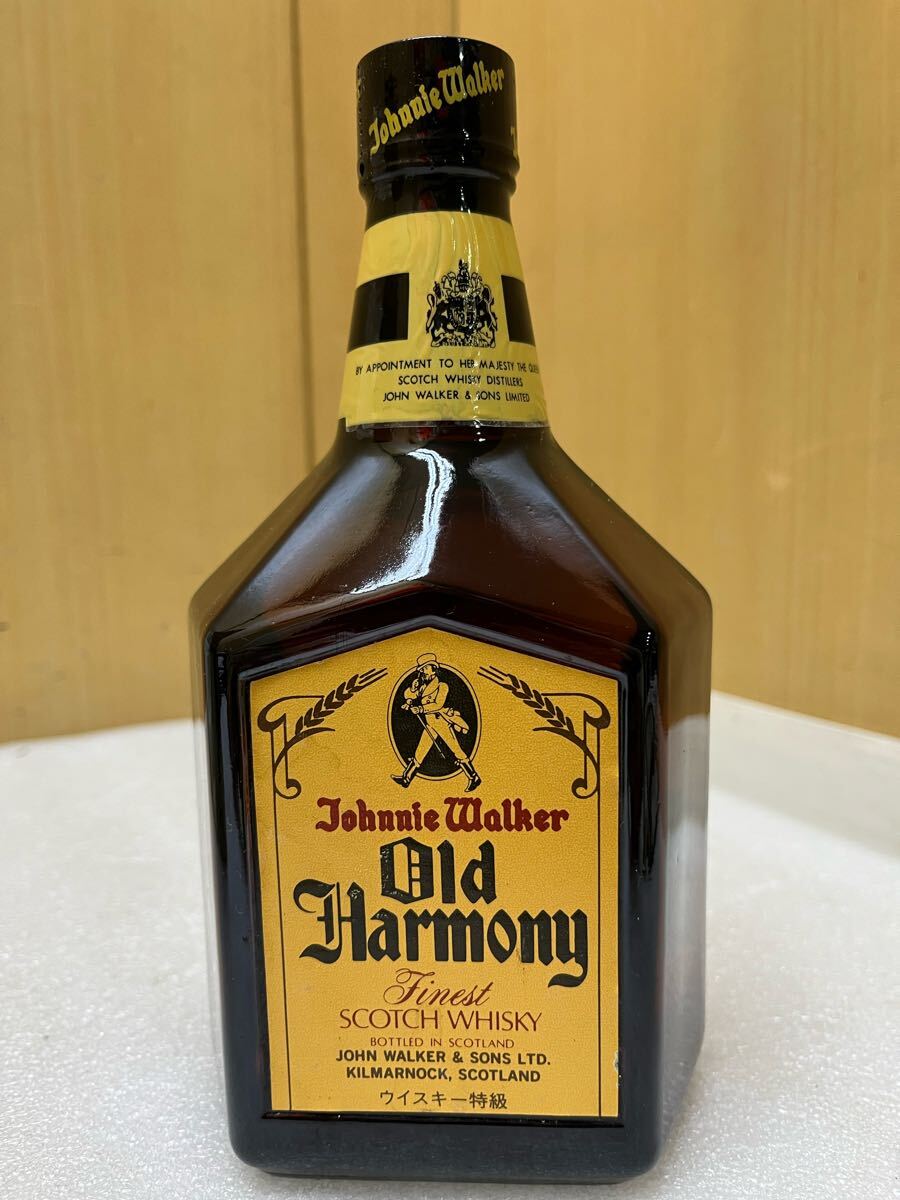 Johnnie Walker
BY APPOINTMENT TO HER MAJESTY THE
SCOTCH WHISKY DISTILLERS
JOHN WALKER & SONS LIMITED
Johnnie Walker
Old
Harmony
Finest
SCOTCH WHISKY
BOTTLED IN SCOTLAND
JOHN WALKER & SONS LTD.
KILMARNOCK, SCOTLAND
ウイスキー特級